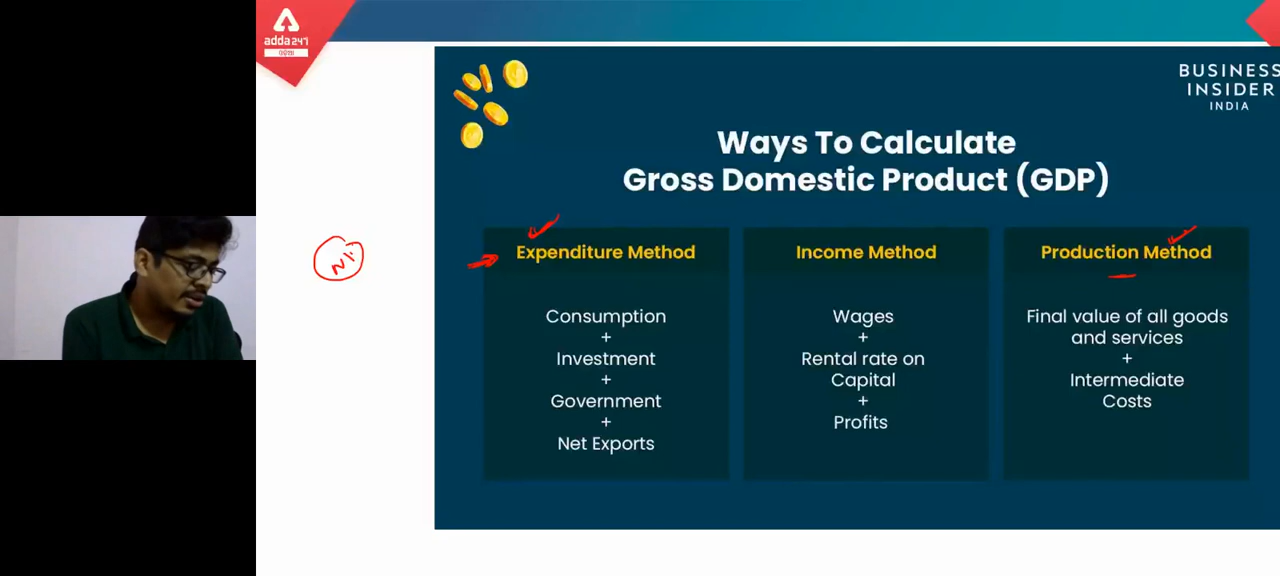 adda247
BUSINESS
INSIDER
INDIA
Ways To Calculate
Gross Domestic Product (GDP)
Expenditure Method
Consumption
+
Investment
+
Government
+
Net Exports
Income Method
Wages
+
Rental rate on
Capital
+
Profits
Production Method
Final value of all goods
and services
+
Intermediate
Costs